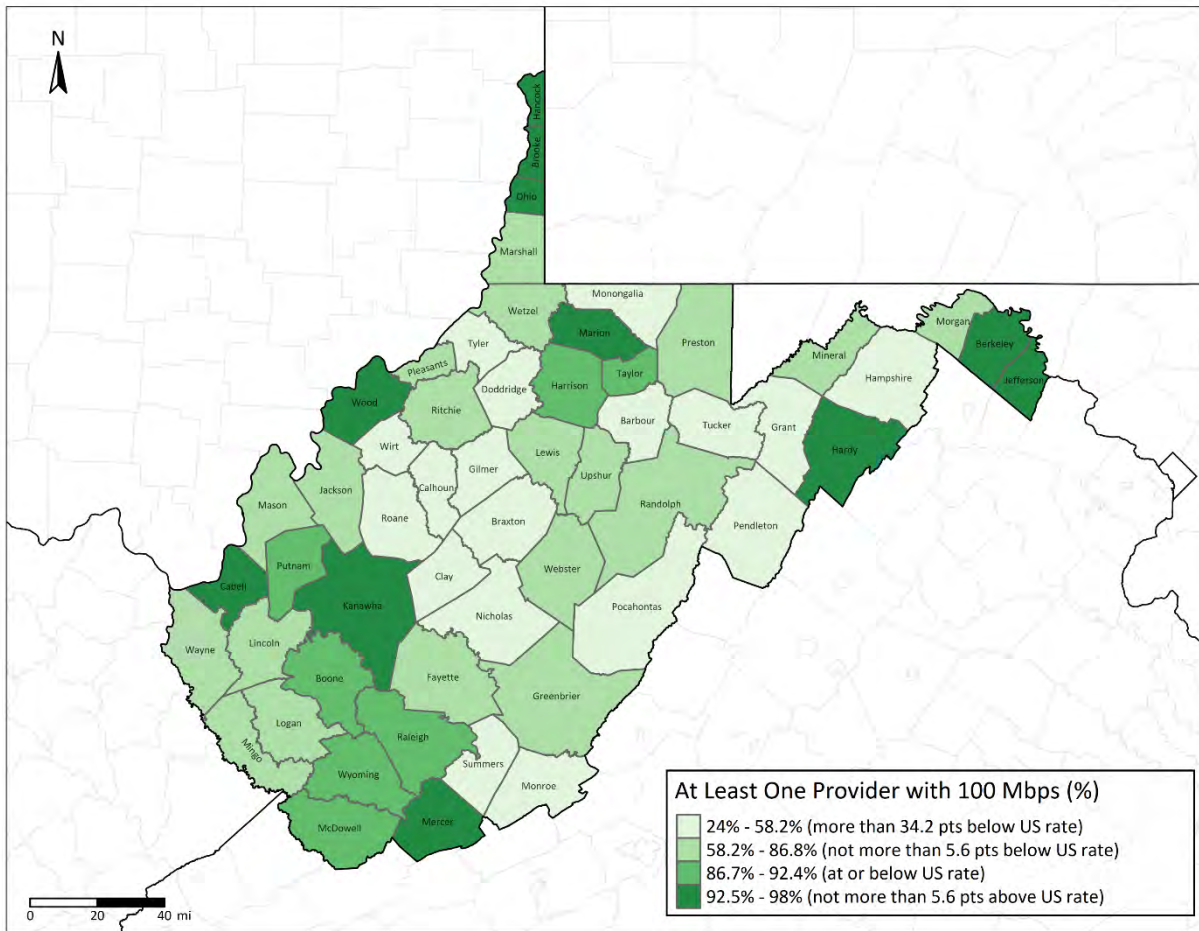 N
Hancock
Brooke
Ohio
Marshall
Wetzel
Monongalia
Marion
Preston
Tyler
Pleasants
Doddridge
Harrison
Taylor
Morgan
Berkeley
Jefferson
Mineral
Hampshire
Wood
Ritchie
Barbour
Tucker
Grant
Hardy
Wirt
Lewis
Upshur
Gilmer
Calhoun
Jackson
Mason
Roane
Braxton
Randolph
Pendleton
Putnam
Cabell
Kanawha
Clay
Webster
Nicholas
Pocahontas
Wayne
Lincoln
Boone
Fayette
Greenbrier
Logan
Mingo
Raleigh
Summers
Wyoming
Monroe
McDowell
Mercer
At Least One Provider with 100 Mbps (%)
24% - 58.2% (more than 34.2 pts below US rate)
58.2% - 86.8% (not more than 5.6 pts below US rate)
86.7% - 92.4% (at or below US rate)
92.5% - 98% (not more than 5.6 pts above US rate)
0 20 40 mi